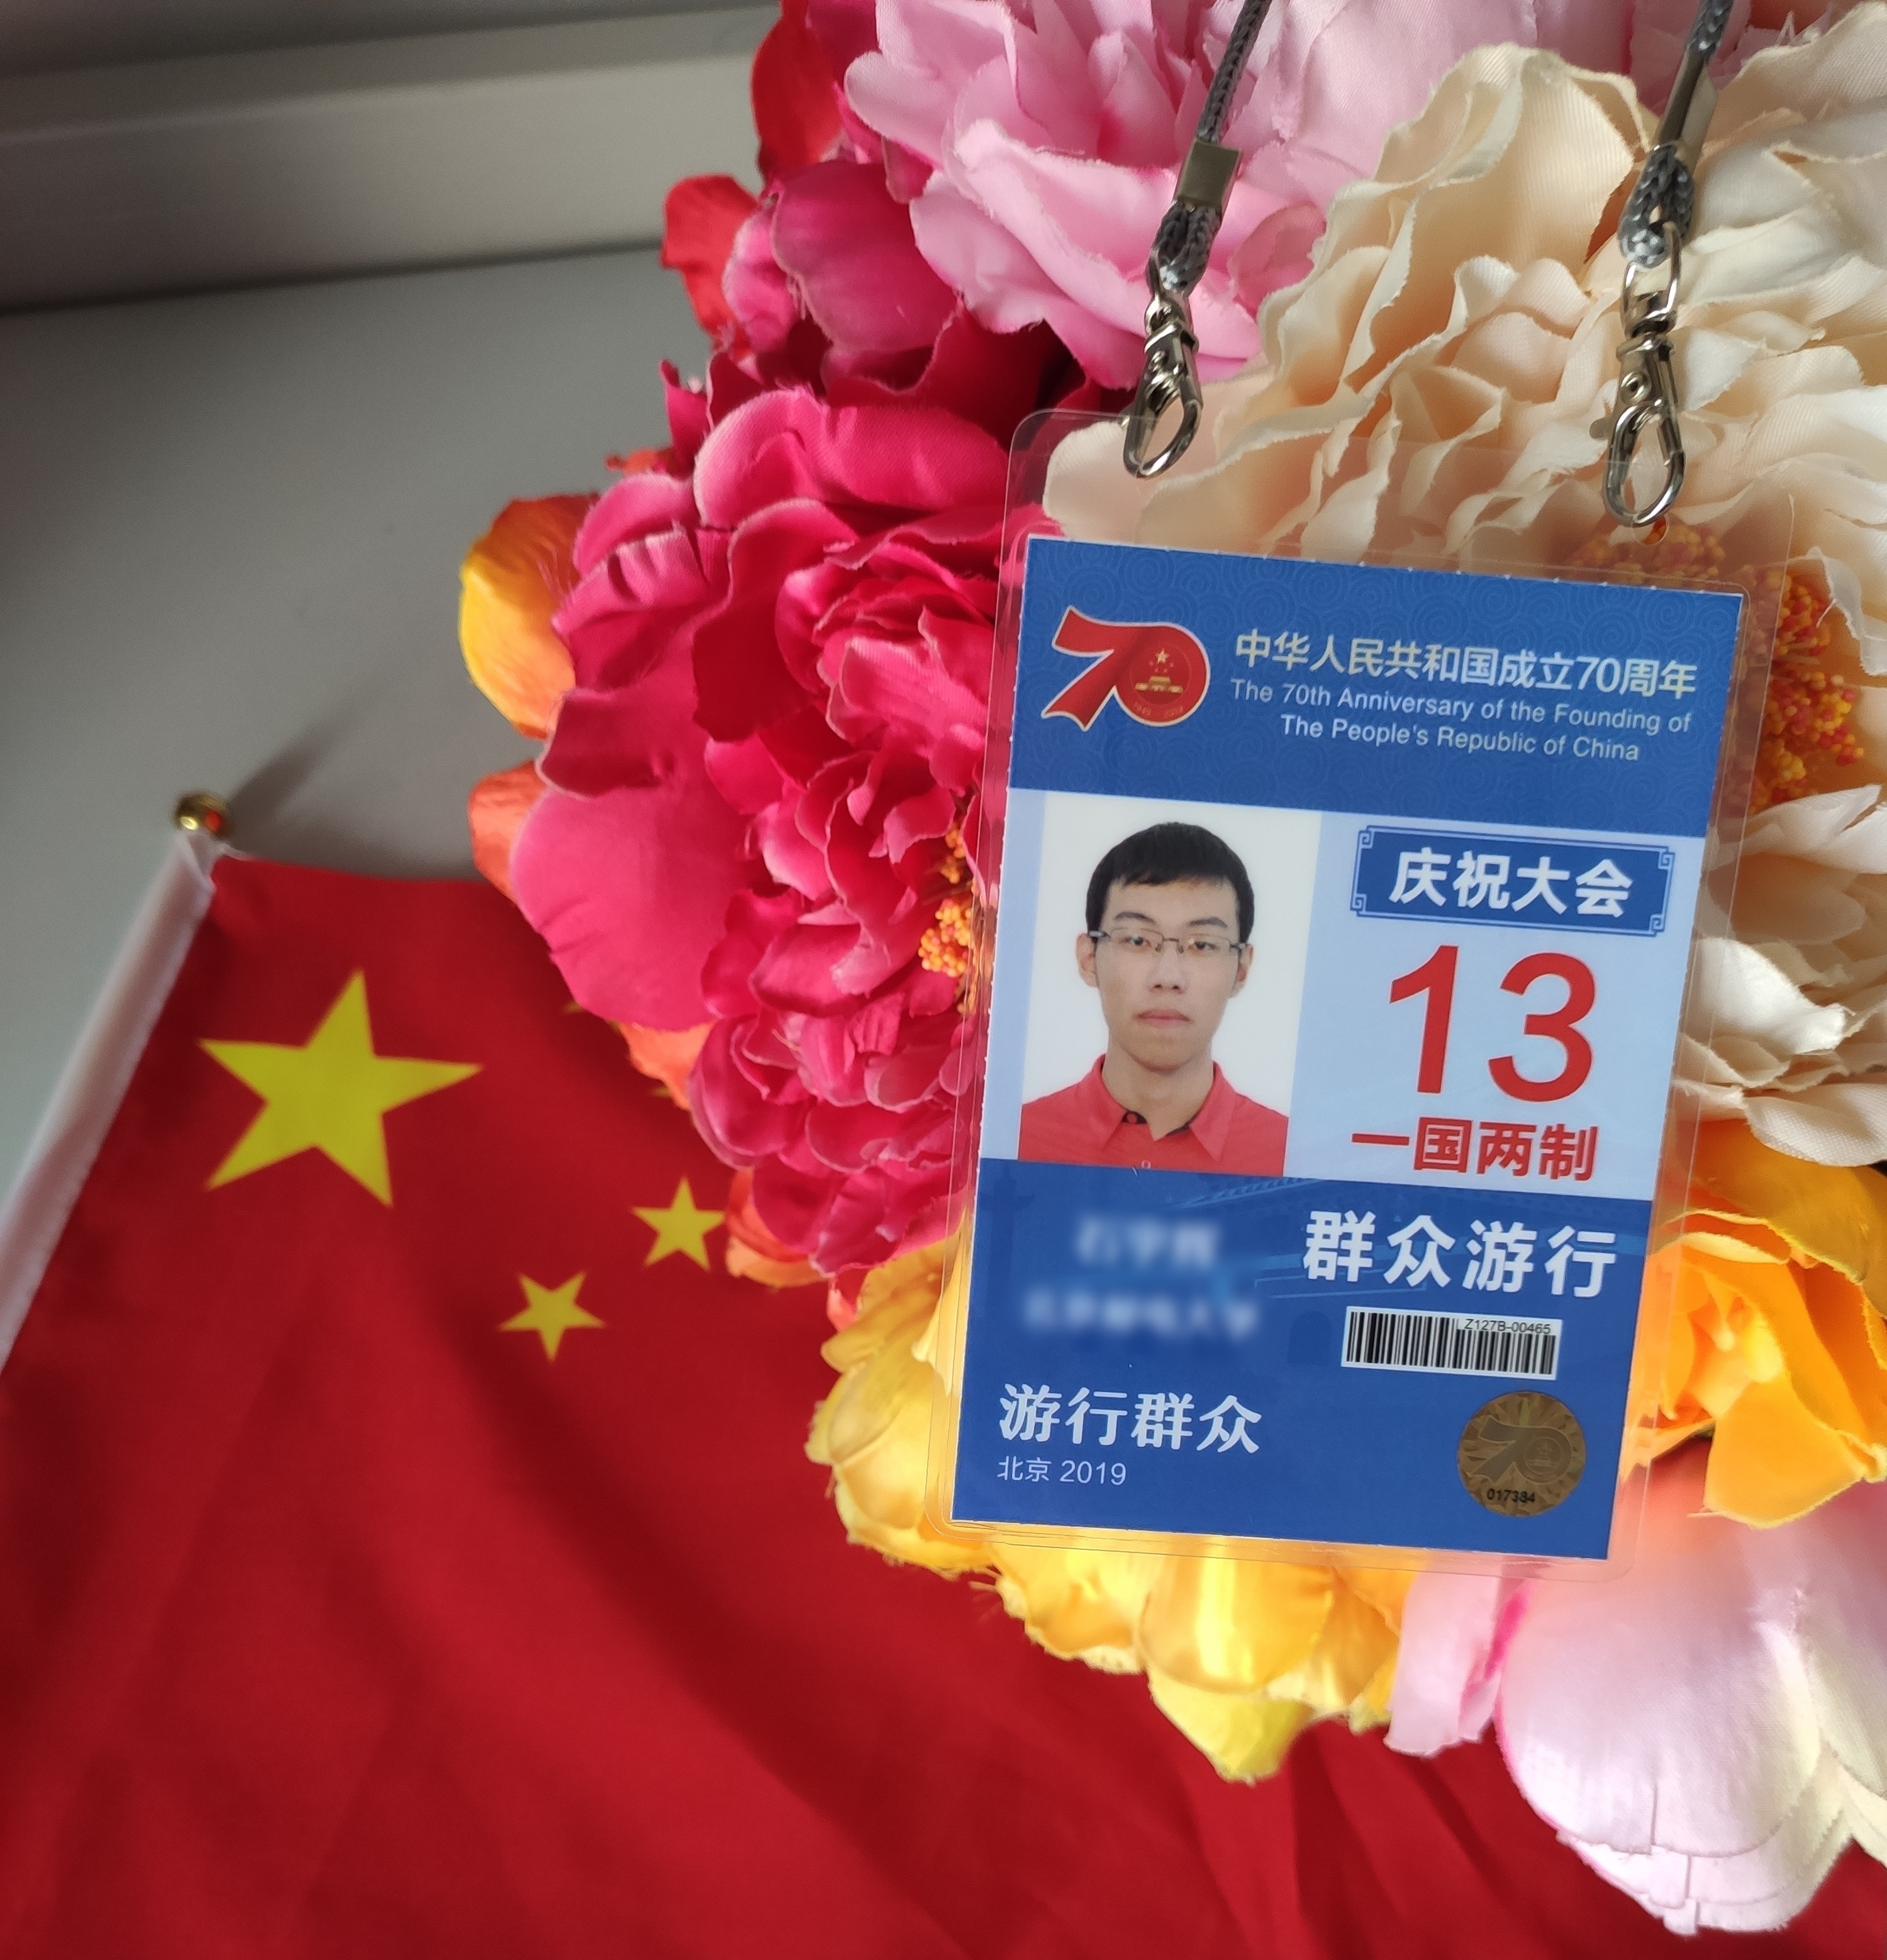 中华人民共和国成立70周年
The 70th Anniversary of the Founding of
The People's Republic of China
庆祝大会
13
一国两制
群众游行
Z127B-00465
游行群众
北京 2019
70
017384